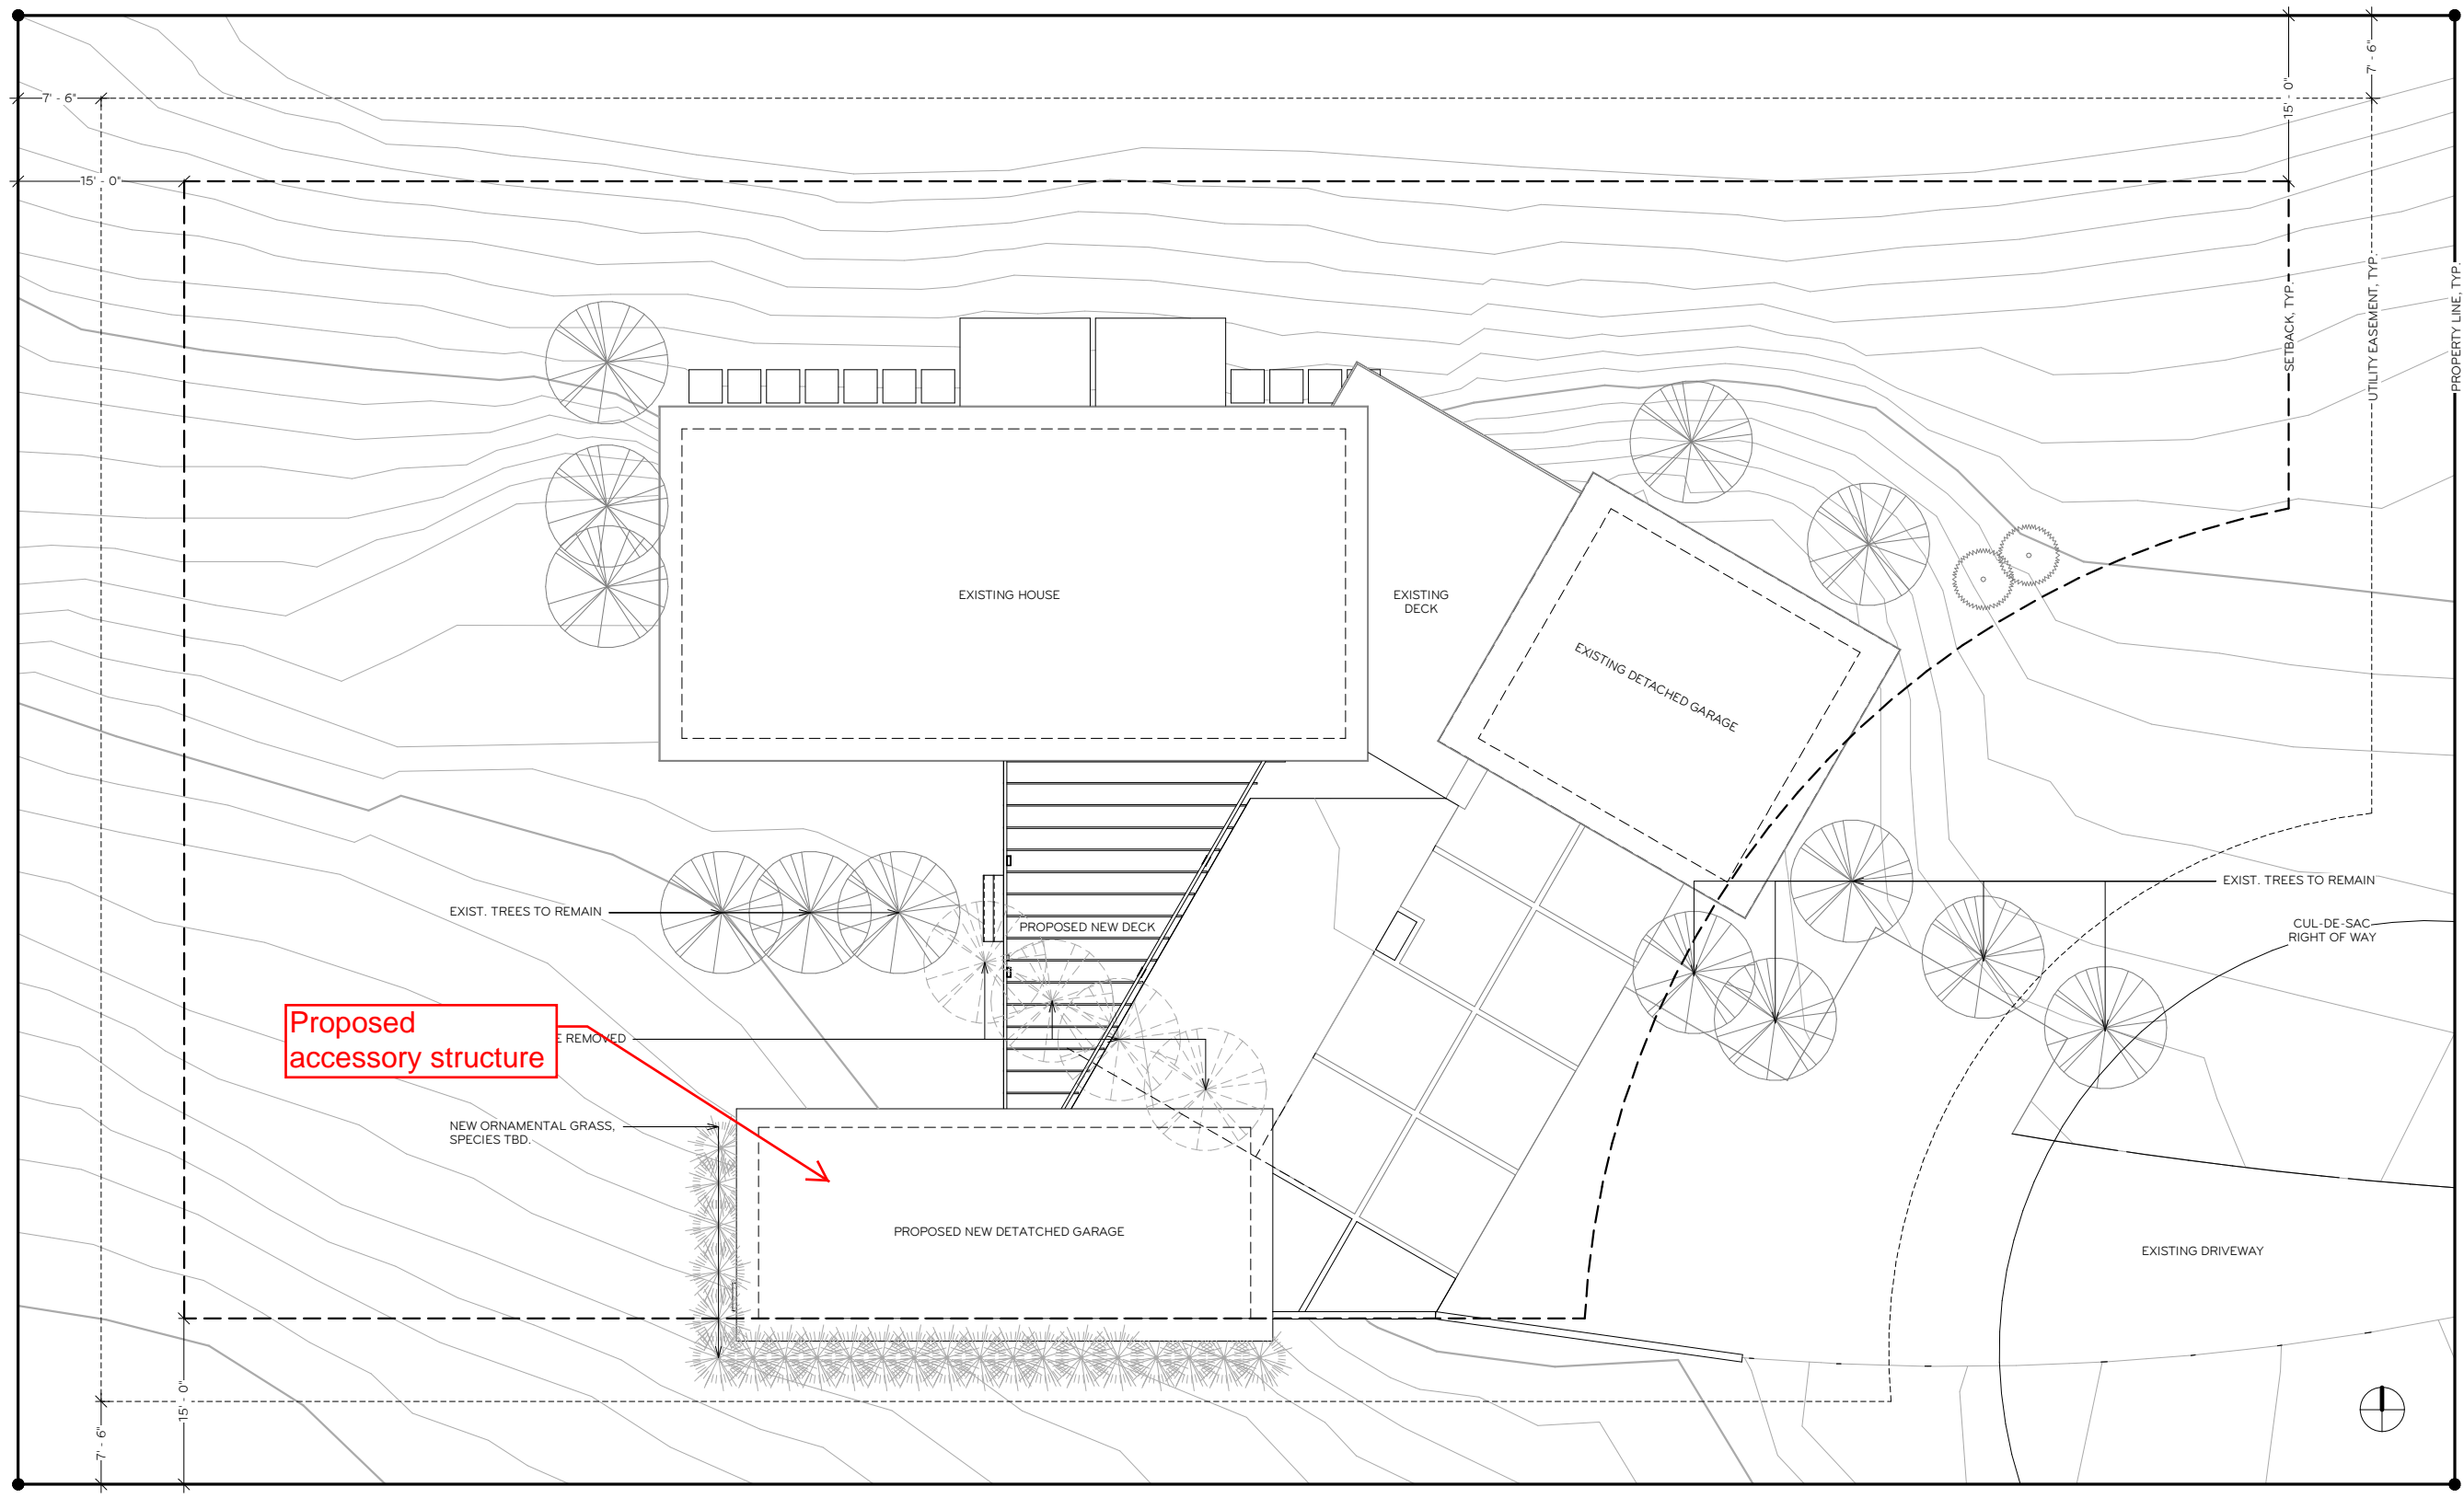 7' - 6"
15' - 0"
15' - 0"
7' - 6"
SETBACK, TYP.
UTILITY EASEMENT, TYP.
PROPERTY LINE, TYP.
EXISTING HOUSE
EXISTING
DECK
EXISTING DETACHED GARAGE
EXIST. TREES TO REMAIN
PROPOSED NEW DECK
EXIST. TREES TO REMAIN
CUL-DE-SAC
RIGHT OF WAY
Proposed
accessory structure
REMOVED
NEW ORNAMENTAL GRASS,
SPECIES TBD.
PROPOSED NEW DETATCHED GARAGE
EXISTING DRIVEWAY
15' - 0"
7' - 6"